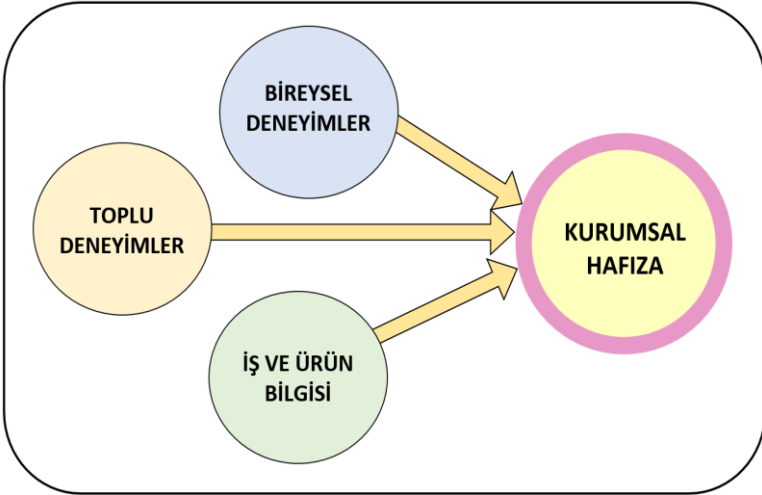 BİREYSEL
DENEYİMLER
TOPLU
DENEYİMLER
İŞ VE ÜRÜN
BİLGİSİ
KURUMSAL
HAFIZA